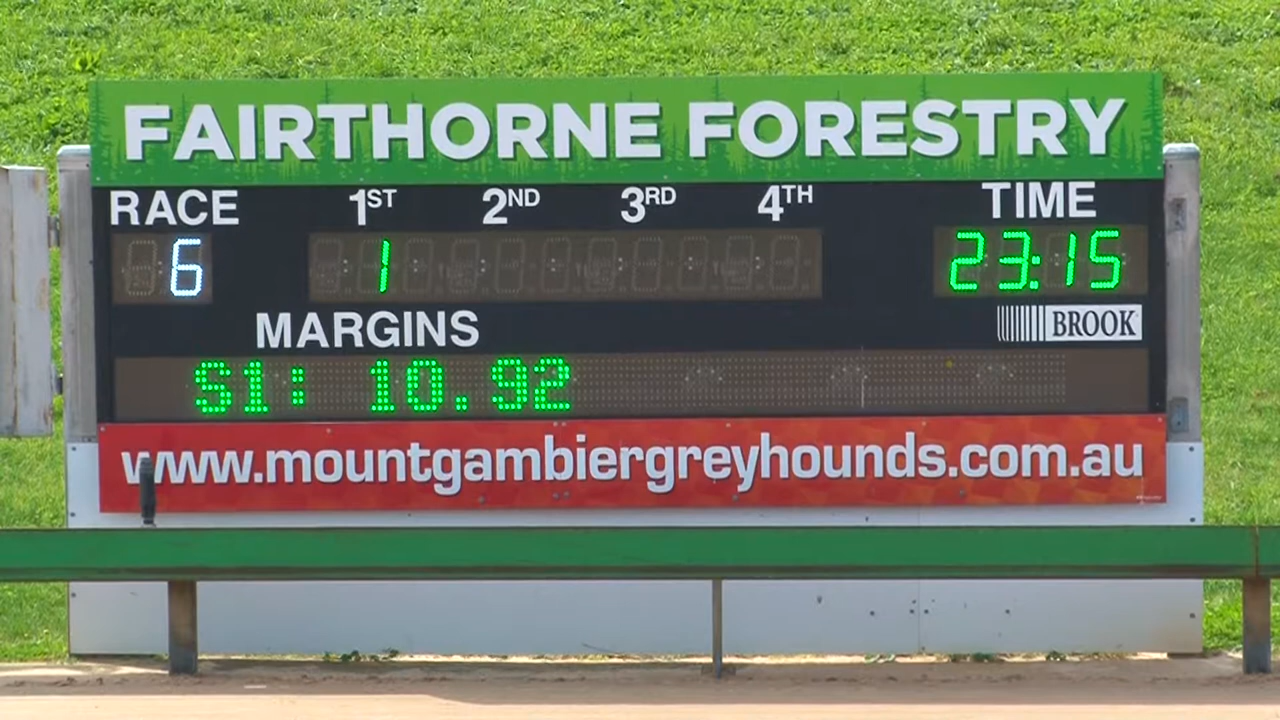 FAIRTHORNE FORESTRY
RACE 1ST 2ND 3RD 4TH TIME
6 1 23:15
MARGINS BROOK
S1: 10.92
www.mountgambiergreyhounds.com.au